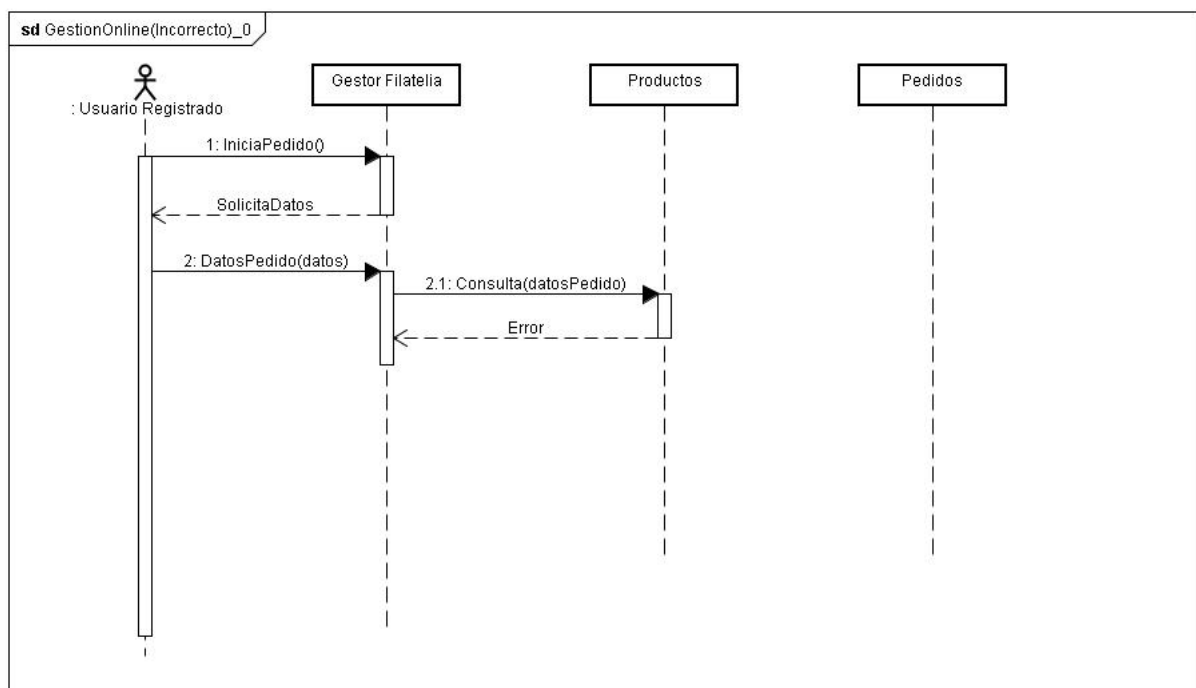 sd GestionOnline(Incorrecto)_0
: Usuario Registrado
Gestor Filatelia
Productos
Pedidos
1: IniciaPedido()
SolicitaDatos
2: DatosPedido(datos)
2.1: Consulta(datosPedido)
Error